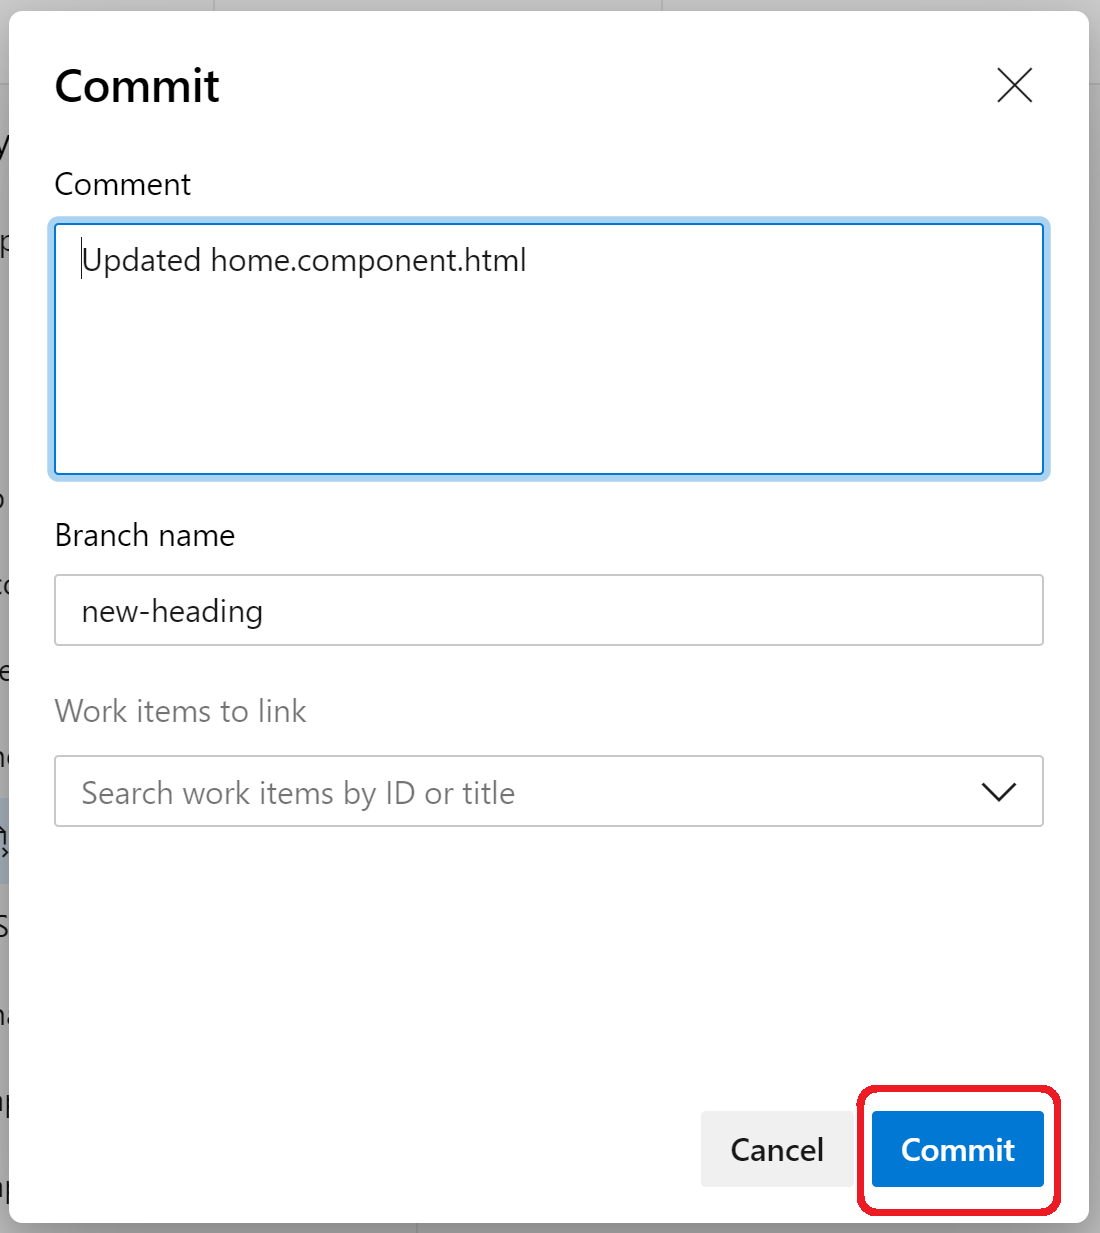 Commit
Comment
Updated home.component.html
Branch name
new-heading
Work items to link
Search work items by ID or title
Cancel
Commit